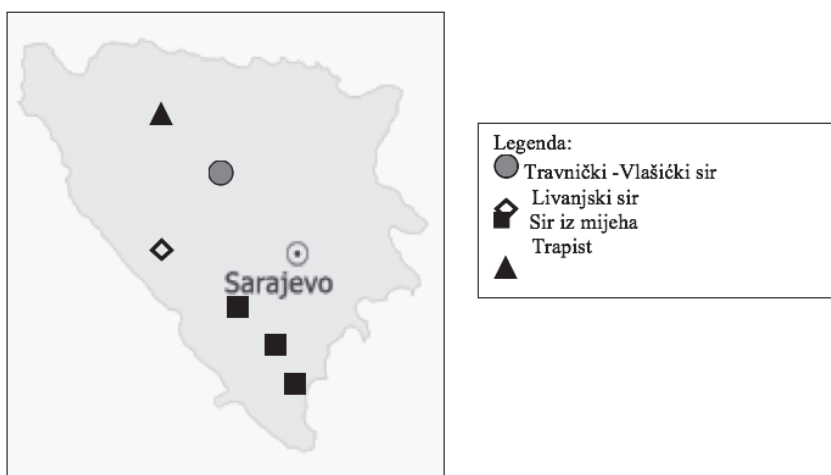 Sarajevo
Legenda:
Travnički -Vlašićki sir
Livanjski sir
Sir iz mijeha
Trapist